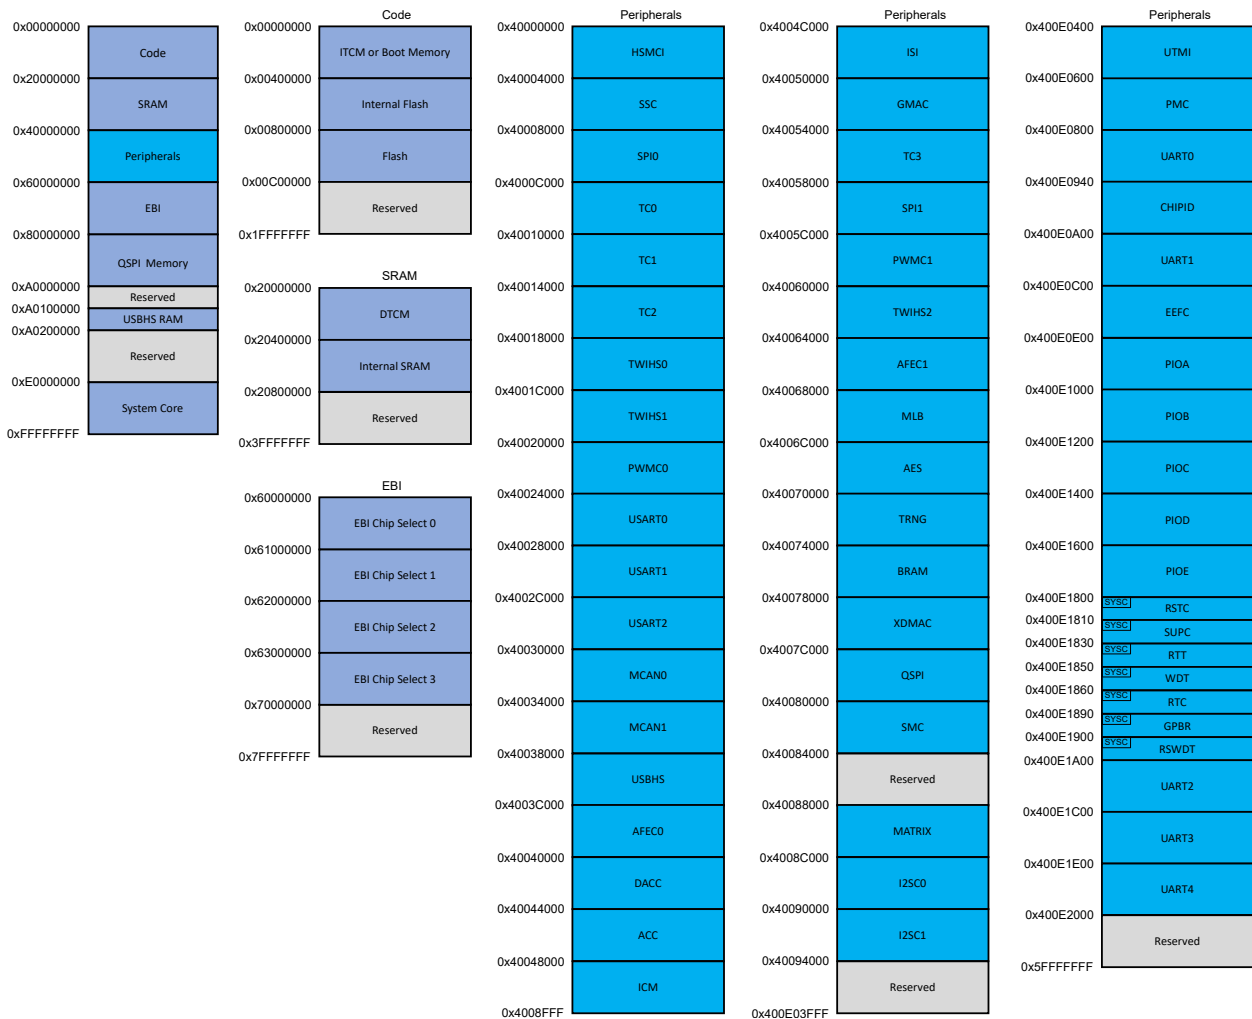 0x00000000
Code
0x20000000
SRAM
0x40000000
Peripherals
0x60000000
EBI
0x80000000
QSPI Memory
0xA0000000
Reserved
0xA0100000
USBHS RAM
0xA0200000
Reserved
0xE0000000
System Core
0xFFFFFFFF
Code
0x00000000
ITCM or Boot Memory
0x00400000
Internal Flash
0x00800000
Flash
0x00C00000
Reserved
0x1FFFFFFF
SRAM
0x20000000
DTCM
0x20400000
Internal SRAM
0x20800000
Reserved
0x3FFFFFFF
EBI
0x60000000
EBI Chip Select 0
0x61000000
EBI Chip Select 1
0x62000000
EBI Chip Select 2
0x63000000
EBI Chip Select 3
0x70000000
Reserved
0x7FFFFFFF
Peripherals
0x40000000
HSMCI
0x40004000
SSC
0x40008000
SPI0
0x4000C000
TC0
0x40010000
TC1
0x40014000
TC2
0x40018000
TWIHS0
0x4001C000
TWIHS1
0x40020000
PWMC0
0x40024000
USART0
0x40028000
USART1
0x4002C000
USART2
0x40030000
MCAN0
0x40034000
MCAN1
0x40038000
USBHS
0x4003C000
AFEC0
0x40040000
DACC
0x40044000
ACC
0x40048000
ICM
0x4008FFF
Peripherals
0x4004C000
ISI
0x40050000
GMAC
0x40054000
TC3
0x40058000
SPI1
0x4005C000
PWMC1
0x40060000
TWIHS2
0x40064000
AFEC1
0x40068000
MLB
0x4006C000
AES
0x40070000
TRNG
0x40074000
BRAM
0x40078000
XDMAC
0x4007C000
QSPI
0x40080000
SMC
0x40084000
Reserved
0x40088000
MATRIX
0x4008C000
I2SC0
0x40090000
I2SC1
0x40094000
Reserved
0x400E03FFF
Peripherals
0x400E0400
UTMI
0x400E0600
PMC
0x400E0800
UART0
0x400E0940
CHIPID
0x400E0A00
UART1
0x400E0C00
EEFC
0x400E0E00
PIOA
0x400E1000
PIOB
0x400E1200
PIOC
0x400E1400
PIOD
0x400E1600
PIOE
0x400E1800
SYSC
RSTC
0x400E1810
SYSC
SUPC
0x400E1830
SYSC
RTT
0x400E1850
SYSC
WDT
0x400E1860
SYSC
RTC
0x400E1890
SYSC
GPBR
0x400E1900
SYSC
RSWDT
0x400E1A00
UART2
0x400E1C00
UART3
0x400E1E00
UART4
0x400E2000
Reserved
0x5FFFFFFF